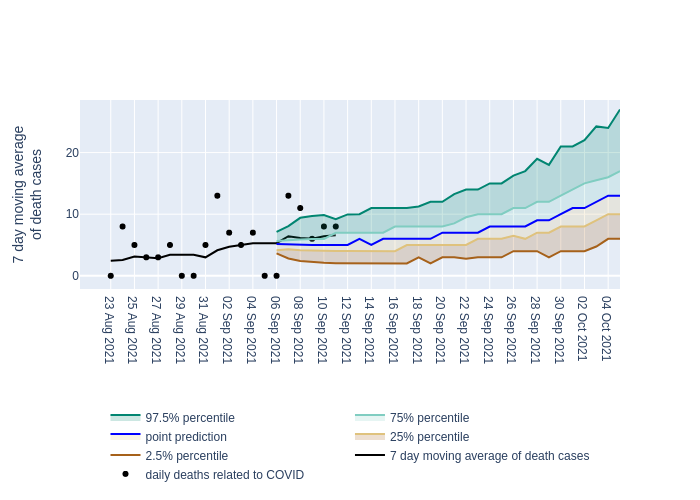 7 day moving average
of death cases
20
10
0
23 Aug 2021
25 Aug 2021
27 Aug 2021
29 Aug 2021
31 Aug 2021
02 Sep 2021
04 Sep 2021
06 Sep 2021
08 Sep 2021
10 Sep 2021
12 Sep 2021
14 Sep 2021
16 Sep 2021
18 Sep 2021
20 Sep 2021
22 Sep 2021
24 Sep 2021
26 Sep 2021
28 Sep 2021
30 Sep 2021
02 Oct 2021
04 Oct 2021
97.5% percentile
75% percentile
point prediction
25% percentile
2.5% percentile
7 day moving average of death cases
daily deaths related to COVID